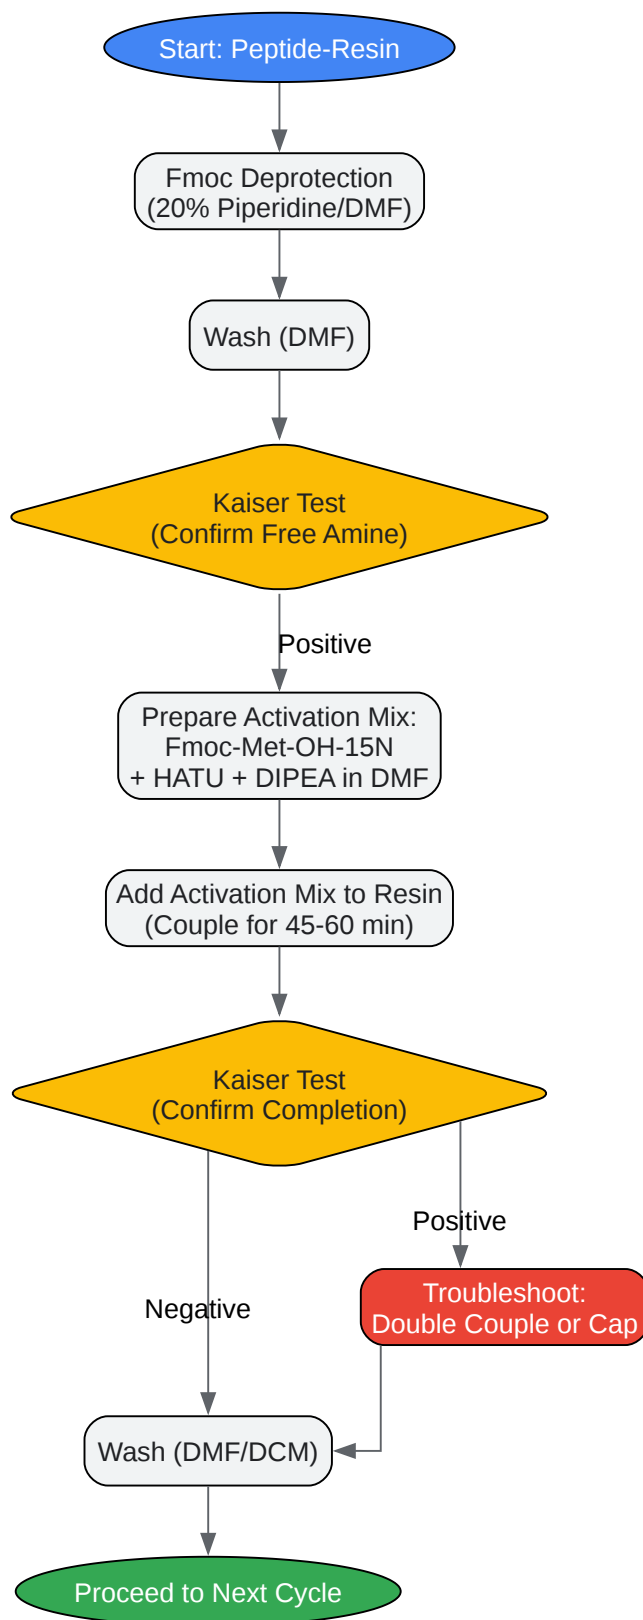 Start: Peptide-Resin
Fmoc Deprotection
(20% Piperidine/DMF)
Wash (DMF)
Kaiser Test
(Confirm Free Amine)
Positive
Prepare Activation Mix:
Fmoc-Met-OH-15N
+ HATU + DIPEA in DMF
Add Activation Mix to Resin
(Couple for 45-60 min)
Kaiser Test
(Confirm Completion)
Positive
Troubleshoot:
Double Couple or Cap
Negative
Wash (DMF/DCM)
Proceed to Next Cycle